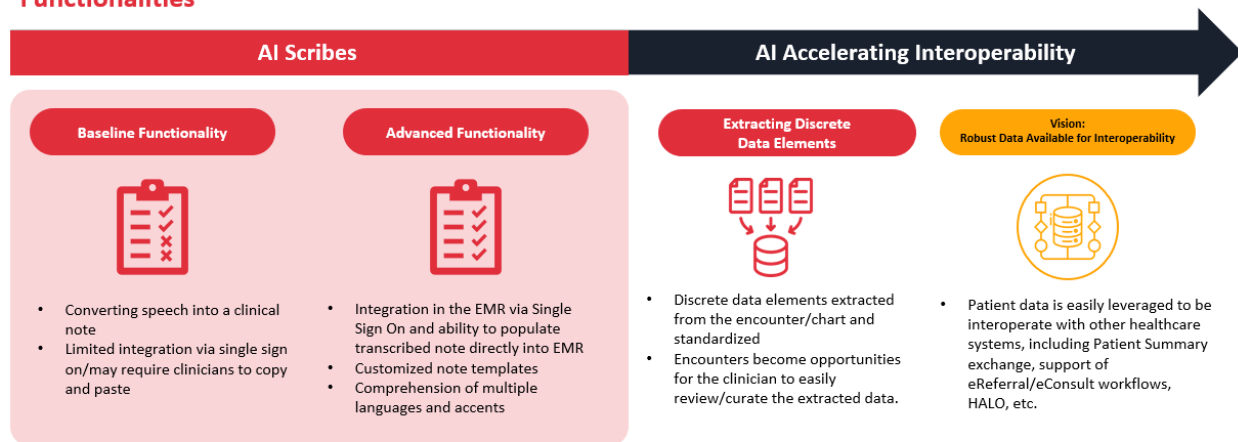 Functionalities
AI Scribes
AI Accelerating Interoperability
Baseline Functionality
• Converting speech into a clinical
note
• Limited integration via single sign
on/may require clinicians to copy
and paste
Advanced Functionality
• Integration in the EMR via Single
Sign On and ability to populate
transcribed note directly into EMR
• Customized note templates
• Comprehension of multiple
languages and accents
Extracting Discrete
Data Elements
• Discrete data elements extracted
from the encounter/chart and
standardized
• Encounters become opportunities
for the clinician to easily
review/curate the extracted data.
Vision:
Robust Data Available for Interoperability
• Patient data is easily leveraged to be
interoperate with other healthcare
systems, including Patient Summary
exchange, support of
eReferral/eConsult workflows,
HALO, etc.